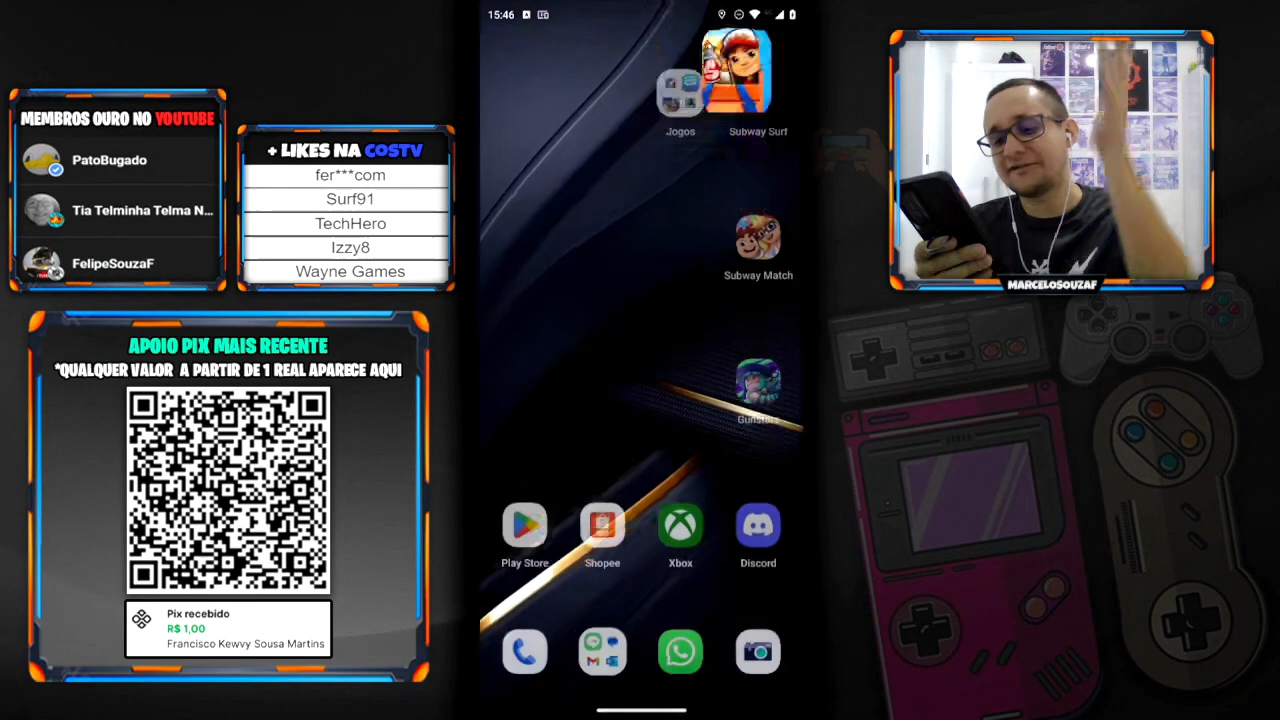 MEMBROS OURO NO YOUTUBE
PatoBugado
Tia Telminha Telma N...
FelipeSouzaF
+ LIKES NA COSTV
fer***com
Surf91
TechHero
Izzy8
Wayne Games
APOIO PIX MAIS RECENTE
*QUALQUER VALOR A PARTIR DE 1 REAL APARECE AQUI
Pix recebido
R$ 1,00
Francisco Kewvy Sousa Martins
15:46
Jogos
Subway Surf
Subway Match
Gunstars
Play Store
Shopee
Xbox
Discord
MARCELOSOUZAF